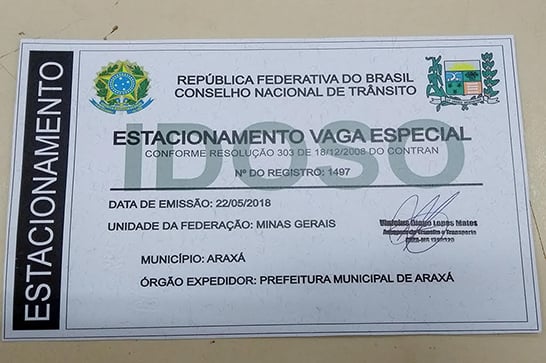 ESTACIONAMENTO
REPÚBLICA FEDERATIVA DO BRASIL
CONSELHO NACIONAL DE TRÂNSITO
IDOSO
ESTACIONAMENTO VAGA ESPECIAL
CONFORME RESOLUÇÃO 303 DE 18/12/2008 DO CONTRAN
Nº DO REGISTRO: 1497
DATA DE EMISSÃO: 22/05/2018
UNIDADE DA FEDERAÇÃO: MINAS GERAIS
Lopes Matos
MUNICÍPIO: ARAXÁ
ÓRGÃO EXPEDIDOR: PREFEITURA MUNICIPAL DE ARAXÁ